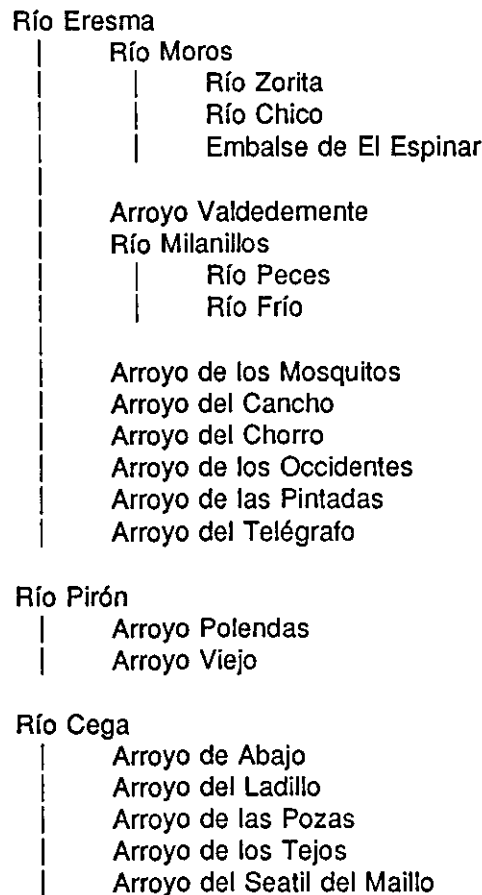 Río Eresma
Río Moros
Río Zorita
Río Chico
Embalse de El Espinar
Arroyo Valdedemente
Río Milanillos
Río Peces
Río Frío
Arroyo de los Mosquitos
Arroyo del Cancho
Arroyo del Chorro
Arroyo de los Occidentes
Arroyo de las Pintadas
Arroyo del Telégrafo
Río Pirón
Arroyo Polendas
Arroyo Viejo
Río Cega
Arroyo de Abajo
Arroyo del Ladillo
Arroyo de las Pozas
Arroyo de los Tejos
Arroyo del Seatil del Maillo